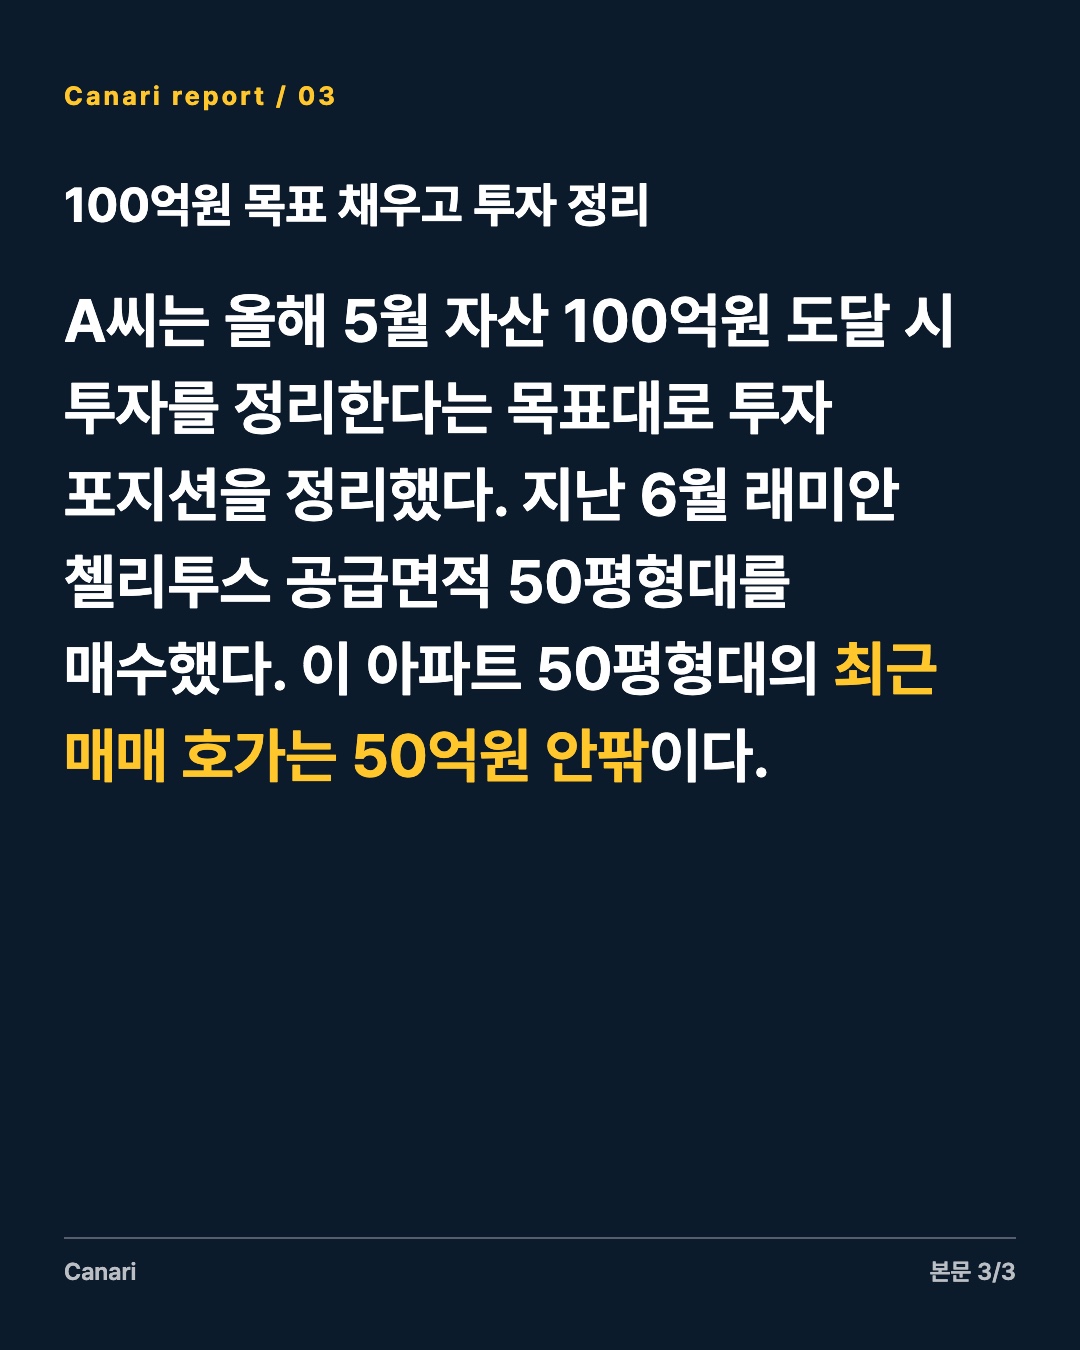 Canari report / 03
100억원 목표 채우고 투자 정리
A씨는 올해 5월 자산 100억원 도달 시
투자를 정리한다는 목표대로 투자
포지션을 정리했다. 지난 6월 래미안
첼리투스 공급면적 50평형대를
매수했다. 이 아파트 50평형대의 최근
매매 호가는 50억원 안팎이다.
Canari
본문 3/3